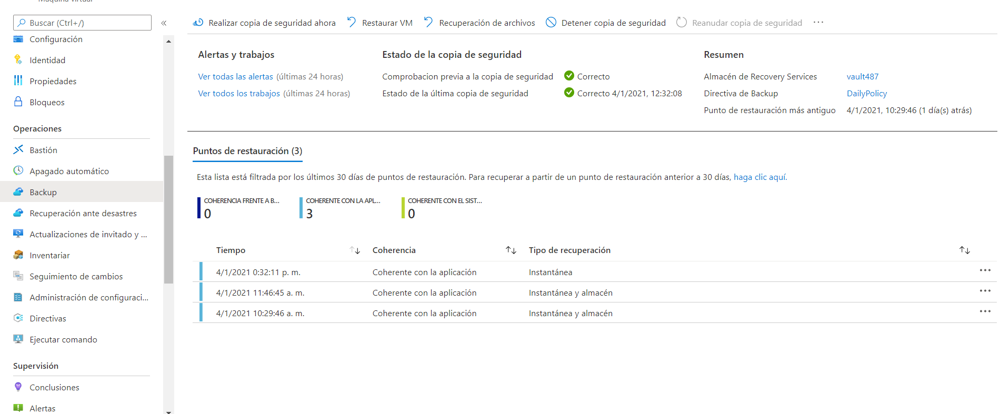 Máquina virtual
Buscar (Ctrl+/)
«
Configuración
Identidad
Propiedades
Bloqueos
Operaciones
Bastión
Apagado automático
Backup
Recuperación ante desastres
Actualizaciones de invitado y ...
Inventariar
Seguimiento de cambios
Administración de configuraci...
Directivas
Ejecutar comando
Supervisión
Conclusiones
Alertas
Realizar copia de seguridad ahora Restaurar VM Recuperación de archivos Detener copia de seguridad Reanudar copia de seguridad ...
Alertas y trabajos
Ver todas las alertas (últimas 24 horas)
Ver todos los trabajos (últimas 24 horas)
Estado de la copia de seguridad
Comprobacion previa a la copia de seguridad Correcto
Estado de la última copia de seguridad Correcto 4/1/2021, 12:32:08
Resumen
Almacén de Recovery Services vault487
Directiva de Backup DailyPolicy
Punto de restauración más antiguo 4/1/2021, 10:29:46 (1 día(s) atrás)
Puntos de restauración (3)
Esta lista está filtrada por los últimos 30 días de puntos de restauración. Para recuperar a partir de un punto de restauración anterior a 30 días, haga clic aquí.
COHERENCIA FRENTE A B...
0
COHERENTE CON LA APL...
3
COHERENTE CON EL SIST...
0
Tiempo Coherencia Tipo de recuperación
4/1/2021 0:32:11 p. m. Coherente con la aplicación Instantánea ...
4/1/2021 11:46:45 a. m. Coherente con la aplicación Instantánea y almacén ...
4/1/2021 10:29:46 a. m. Coherente con la aplicación Instantánea y almacén ...